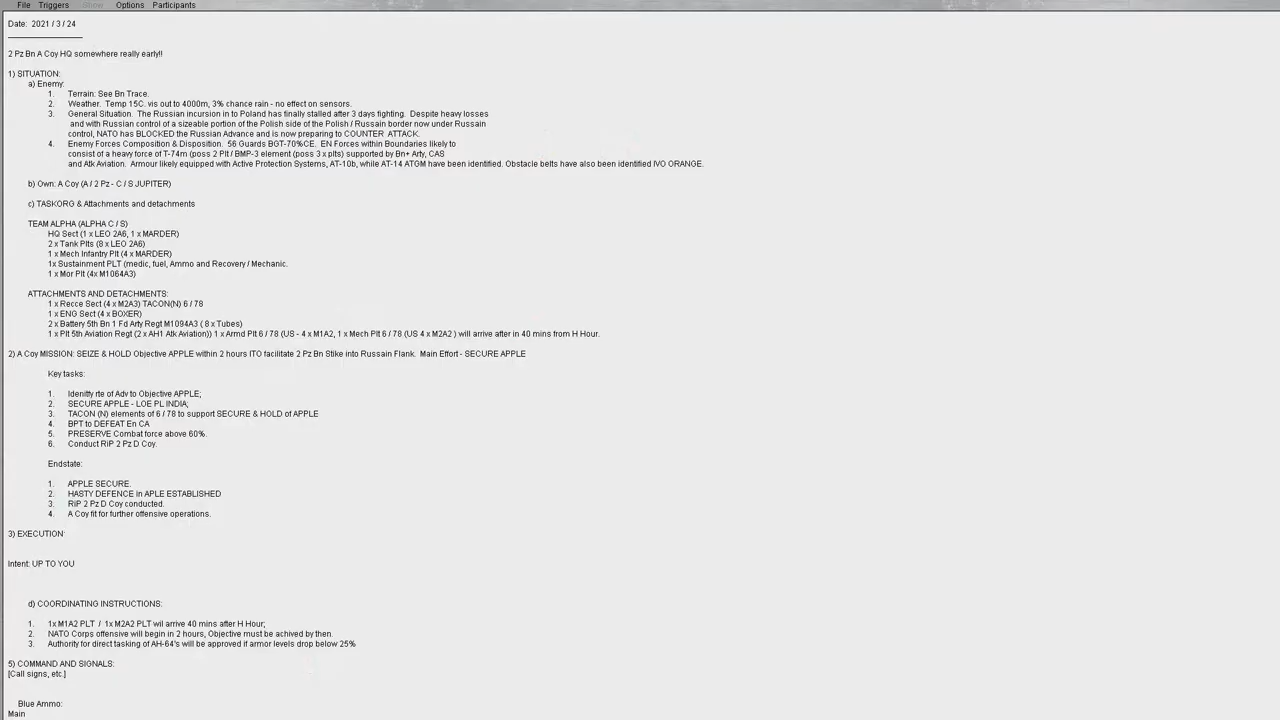 File Triggers Show Options Participants
Date: 2021 / 3 / 24
2 Pz Bn A Coy HQ somewhere really early!!
1) SITUATION:
a) Enemy:
1. Terrain: See Bn Trace.
2. Weather. Temp 15C. vis out to 4000m, 3% chance rain - no effect on sensors.
3. General Situation. The Russian incursion in to Poland has finally stalled after 3 days fighting. Despite heavy losses
and with Russian control of a sizeable portion of the Polish side of the Polish / Russain border now under Russain
control, NATO has BLOCKED the Russian Advance and is now preparing to COUNTER ATTACK.
4. Enemy Forces Composition & Disposition. 56 Guards BGT-70%CE. EN Forces within Boundaries likely to
consist of a heavy force of T-74m (poss 2 Plt / BMP-3 element (poss 3 x plts) supported by Bn+ Arty, CAS
and Atk Aviation. Armour likely equipped with Active Protection Systems, AT-10b, while AT-14 ATGM have been identified. Obstacle belts have also been identified IVO ORANGE.
b) Own: A Coy (A / 2 Pz - C / S JUPITER)
c) TASKORG & Attachments and detachments
TEAM ALPHA (ALPHA C / S)
HQ Sect (1 x LEO 2A6, 1 x MARDER)
2 x Tank Plts (8 x LEO 2A6)
1 x Mech Infantry Plt (4 x MARDER)
1x Sustainment PLT (medic, fuel, Ammo and Recovery / Mechanic.
1 x Mor Plt (4x M1064A3)
ATTACHMENTS AND DETACHMENTS:
1 x Recce Sect (4 x M2A3) TACON(N) 6 / 78
1 x ENG Sect (4 x BOXER)
2 x Battery 5th Bn 1 Fd Arty Regt M1094A3 ( 8 x Tubes)
1 x Plt 5th Aviation Regt (2 x AH1 Atk Aviation)) 1 x Armd Plt 6 / 78 (US - 4 x M1A2, 1 x Mech Plt 6 / 78 (US 4 x M2A2 ) will arrive after in 40 mins from H Hour.
2) A Coy MISSION: SEIZE & HOLD Objective APPLE within 2 hours ITO facilitate 2 Pz Bn Stike into Russain Flank. Main Effort - SECURE APPLE
Key tasks:
1. Idenitty rte of Adv to Objective APPLE;
2. SECURE APPLE - LOE PL INDIA;
3. TACON (N) elements of 6 / 78 to support SECURE & HOLD of APPLE
4. BPT to DEFEAT En CA
5. PRESERVE Combat force above 60%.
6. Conduct RiP 2 Pz D Coy.
Endstate:
1. APPLE SECURE.
2. HASTY DEFENCE in APLE ESTABLISHED
3. RiP 2 Pz D Coy conducted.
4. A Coy fit for further offensive operations.
3) EXECUTION:
Intent: UP TO YOU
d) COORDINATING INSTRUCTIONS:
1. 1x M1A2 PLT / 1x M2A2 PLT wil arrive 40 mins after H Hour;
2. NATO Corps offensive will begin in 2 hours, Objective must be achived by then.
3. Authority for direct tasking of AH-64's will be approved if armor levels drop below 25%
5) COMMAND AND SIGNALS:
[Call signs, etc.]
Blue Ammo:
Main